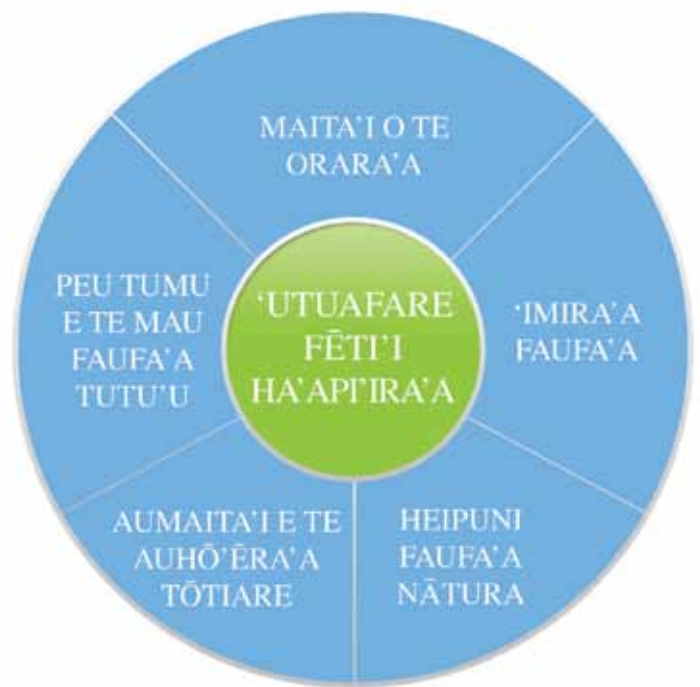 MAITA'I O TE
ORARA'A
PEU TUMU
E TE MAU
FAUFA'A
TUTU'U
'UTUAFARE
FĒTI'I
HA'API'IRA'A
'IMIRA'A
FAUFA'A
AUMAITA'I E TE
AUHŌ'ĒRA'A
TŌTIARE
HEIPUNI
FAUFA'A
NĀTURA